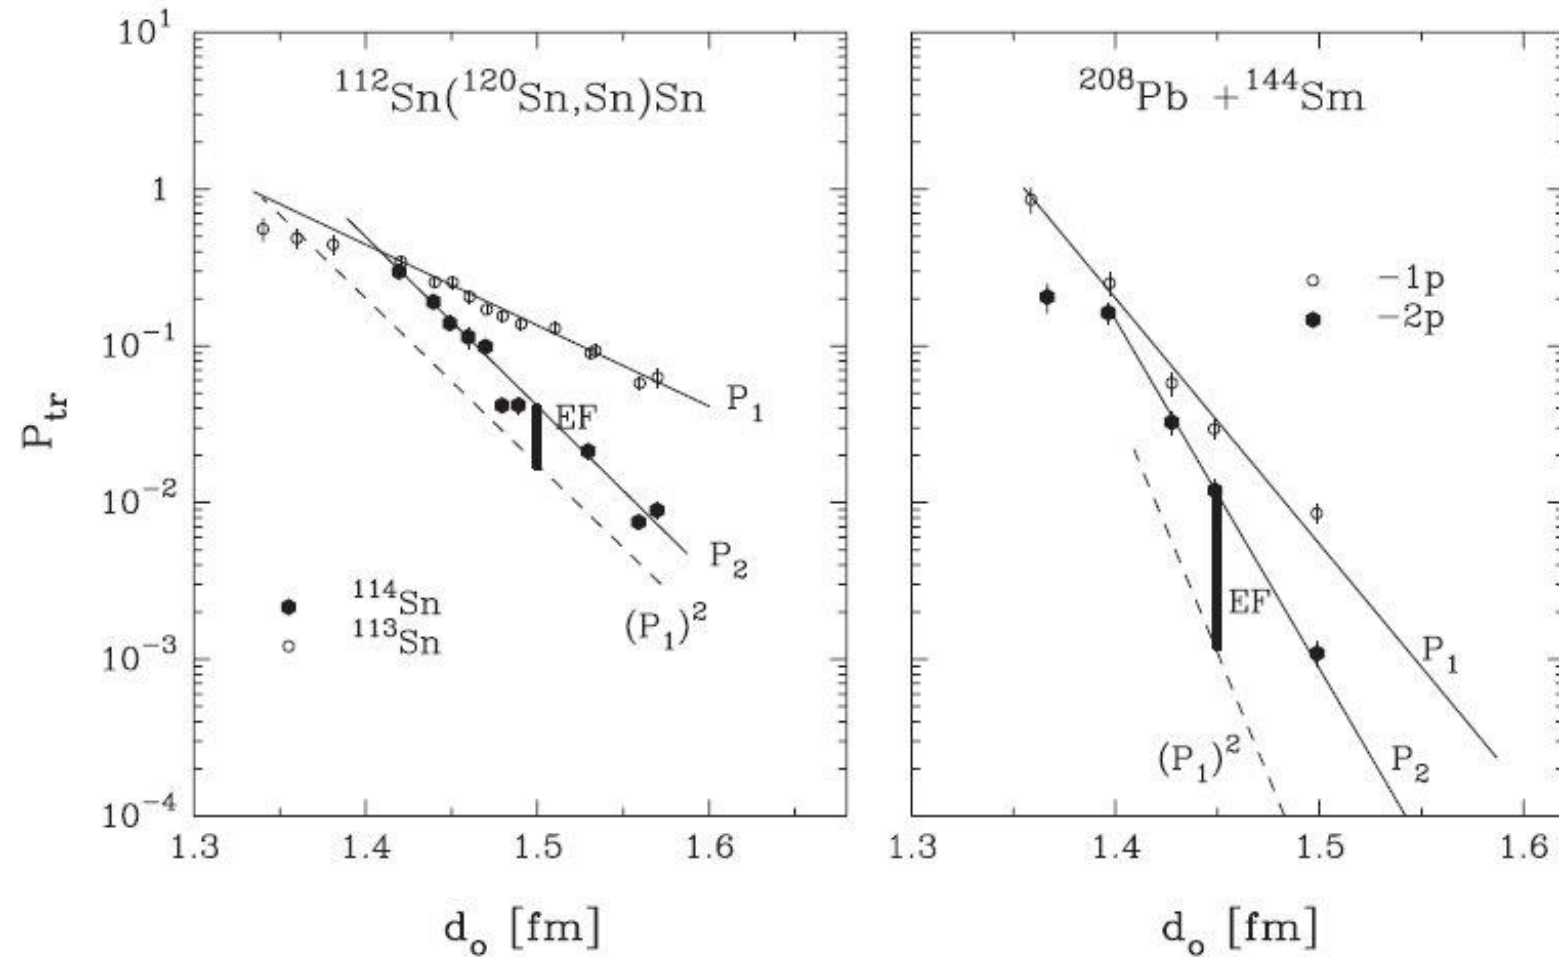 10^1
1
10^-1
10^-2
10^-3
10^-4
P_tr
^112Sn(^120Sn,Sn)Sn
EF
P_1
P_2
(P_1)^2
^114Sn
^113Sn
1.3 1.4 1.5 1.6
d_o [fm]
^208Pb + ^144Sm
-1p
-2p
EF
P_1
P_2
(P_1)^2
1.3 1.4 1.5 1.6
d_o [fm]